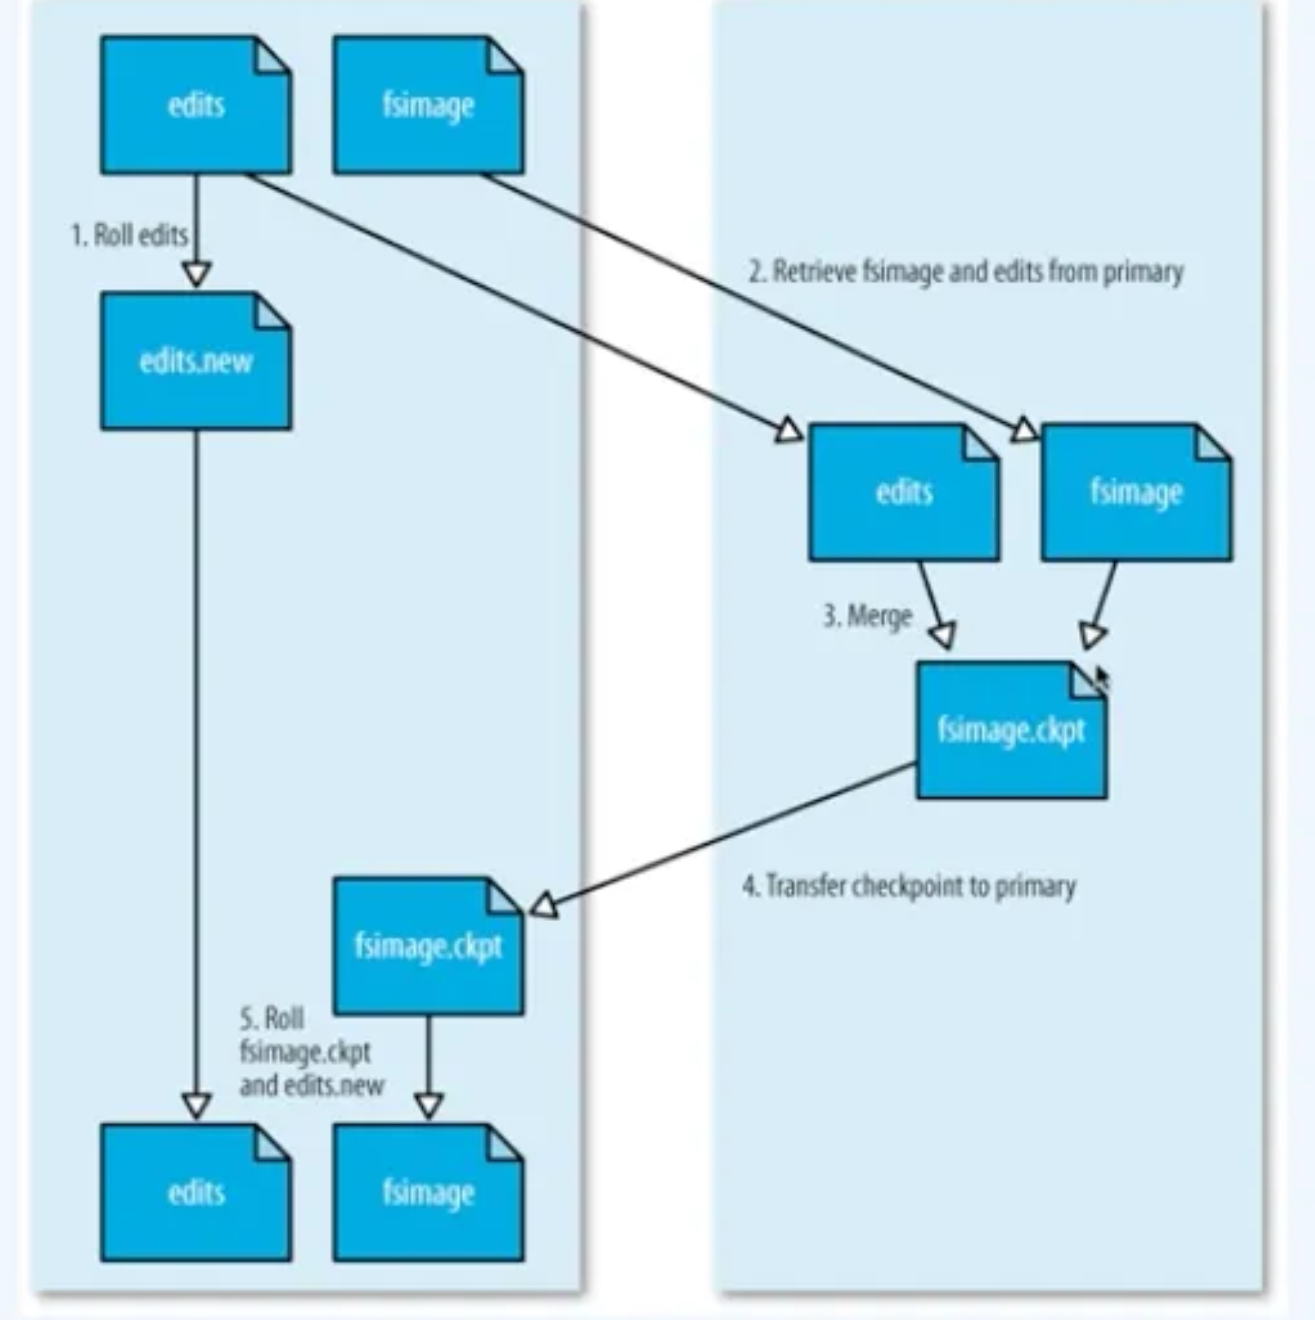 edits
fsimage
1. Roll edits
2. Retrieve fsimage and edits from primary
edits.new
edits
fsimage
3. Merge
fsimage.ckpt
4. Transfer checkpoint to primary
fsimage.ckpt
5. Roll
fsimage.ckpt
and edits.new
edits
fsimage